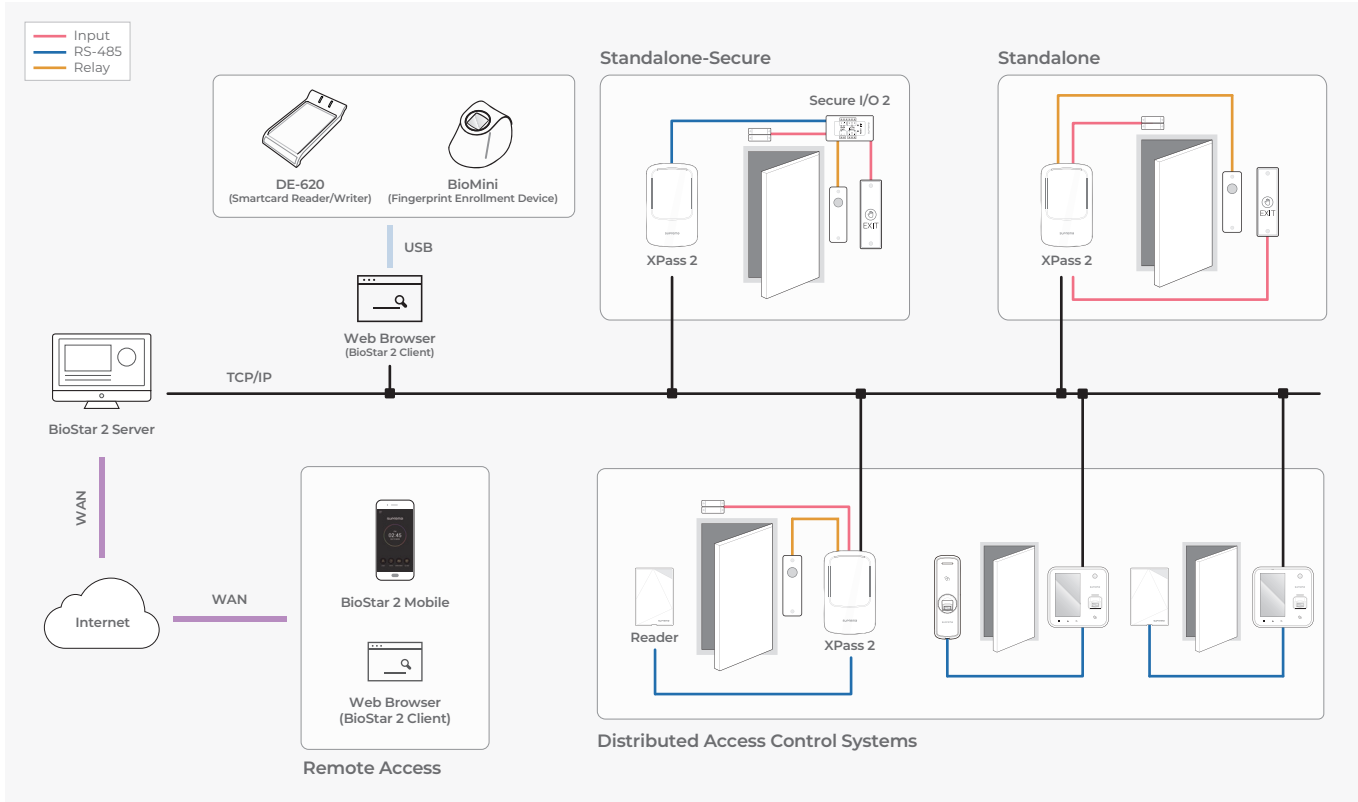 Input
RS-485
Relay
Standalone-Secure
Standalone
Secure I/O 2
DE-620
(Smartcard Reader/Writer)
BioMini
(Fingerprint Enrollment Device)
EXIT
EXIT
XPass 2
XPass 2
USB
Web Browser
(BioStar 2 Client)
TCP/IP
BioStar 2 Server
WAN
Internet
WAN
02:45
BioStar 2 Mobile
Web Browser
(BioStar 2 Client)
Remote Access
Reader
XPass 2
Distributed Access Control Systems